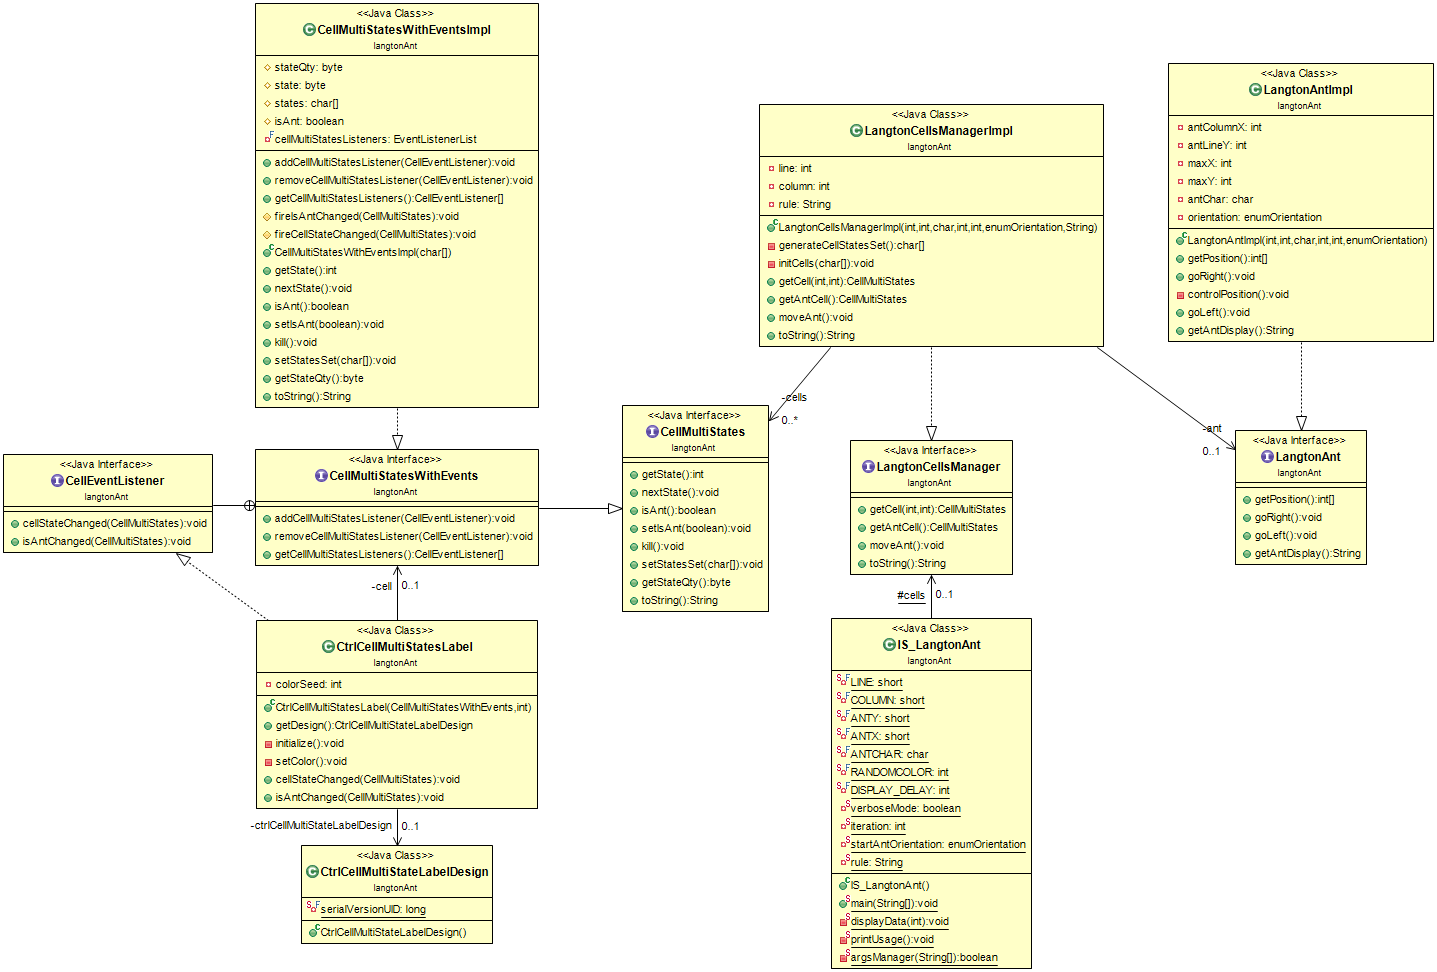 <<Java Class>>
CellMultiStatesWithEventsImpl
langtonAnt
stateQty: byte
state: byte
states: char[]
isAnt: boolean
cellMultiStatesListeners: EventListenerList
addCellMultiStatesListener(CellEventListener):void
removeCellMultiStatesListener(CellEventListener):void
getCellMultiStatesListeners():CellEventListener[]
fireIsAntChanged(CellMultiStates):void
fireCellStateChanged(CellMultiStates):void
CellMultiStatesWithEventsImpl(char[])
getState():int
nextState():void
isAnt():boolean
setIsAnt(boolean):void
kill():void
setStatesSet(char[]):void
getStateQty():byte
toString():String
<<Java Class>>
LangtonCellsManagerImpl
langtonAnt
line: int
column: int
rule: String
LangtonCellsManagerImpl(int,int,char,int,int,enumOrientation,String)
generateCellStatesSet():char[]
initCells(char[]):void
getCell(int,int):CellMultiStates
getAntCell():CellMultiStates
moveAnt():void
toString():String
<<Java Class>>
LangtonAntImpl
langtonAnt
antColumnX: int
antLineY: int
maxX: int
maxY: int
antChar: char
orientation: enumOrientation
LangtonAntImpl(int,int,char,int,int,enumOrientation)
getPosition():int[]
goRight():void
controlPosition():void
goLeft():void
getAntDisplay():String
-cells
0..*
-ant
0..1
<<Java Interface>>
CellEventListener
langtonAnt
cellStateChanged(CellMultiStates):void
isAntChanged(CellMultiStates):void
<<Java Interface>>
CellMultiStatesWithEvents
langtonAnt
addCellMultiStatesListener(CellEventListener):void
removeCellMultiStatesListener(CellEventListener):void
getCellMultiStatesListeners():CellEventListener[]
<<Java Interface>>
CellMultiStates
langtonAnt
getState():int
nextState():void
isAnt():boolean
setIsAnt(boolean):void
kill():void
setStatesSet(char[]):void
getStateQty():byte
toString():String
<<Java Interface>>
LangtonCellsManager
langtonAnt
getCell(int,int):CellMultiStates
getAntCell():CellMultiStates
moveAnt():void
toString():String
<<Java Interface>>
LangtonAnt
langtonAnt
getPosition():int[]
goRight():void
goLeft():void
getAntDisplay():String
-cell
0..1
#cells
0..1
<<Java Class>>
CtrlCellMultiStatesLabel
langtonAnt
colorSeed: int
CtrlCellMultiStatesLabel(CellMultiStatesWithEvents,int)
getDesign():CtrlCellMultiStateLabelDesign
initialize():void
setColor():void
cellStateChanged(CellMultiStates):void
isAntChanged(CellMultiStates):void
-ctrlCellMultiStateLabelDesign
0..1
<<Java Class>>
CtrlCellMultiStateLabelDesign
langtonAnt
serialVersionUID: long
CtrlCellMultiStateLabelDesign()
<<Java Class>>
IS_LangtonAnt
langtonAnt
LINE: short
COLUMN: short
ANTY: short
ANTX: short
ANTCHAR: char
RANDOMCOLOR: int
DISPLAY_DELAY: int
verboseMode: boolean
iteration: int
startAntOrientation: enumOrientation
rule: String
IS_LangtonAnt()
main(String[]):void
displayData(int):void
printUsage():void
argsManager(String[]):boolean